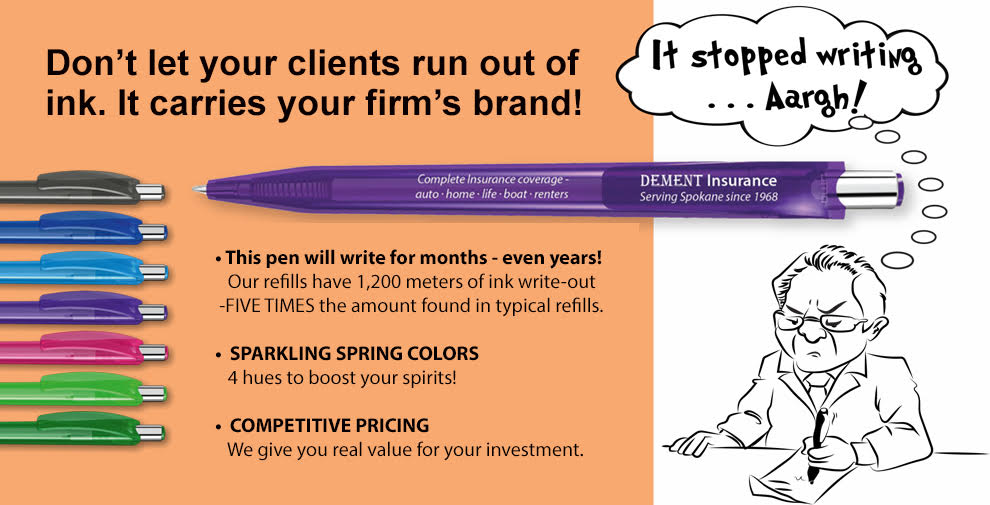 Don’t let your clients run out of
ink. It carries your firm’s brand!
It stopped writing
. . . Aargh!
Complete Insurance coverage -
auto · home · life · boat · renters
DEMENT Insurance
Serving Spokane since 1968
• This pen will write for months - even years!
Our refills have 1,200 meters of ink write-out
-FIVE TIMES the amount found in typical refills.
• SPARKLING SPRING COLORS
4 hues to boost your spirits!
• COMPETITIVE PRICING
We give you real value for your investment.